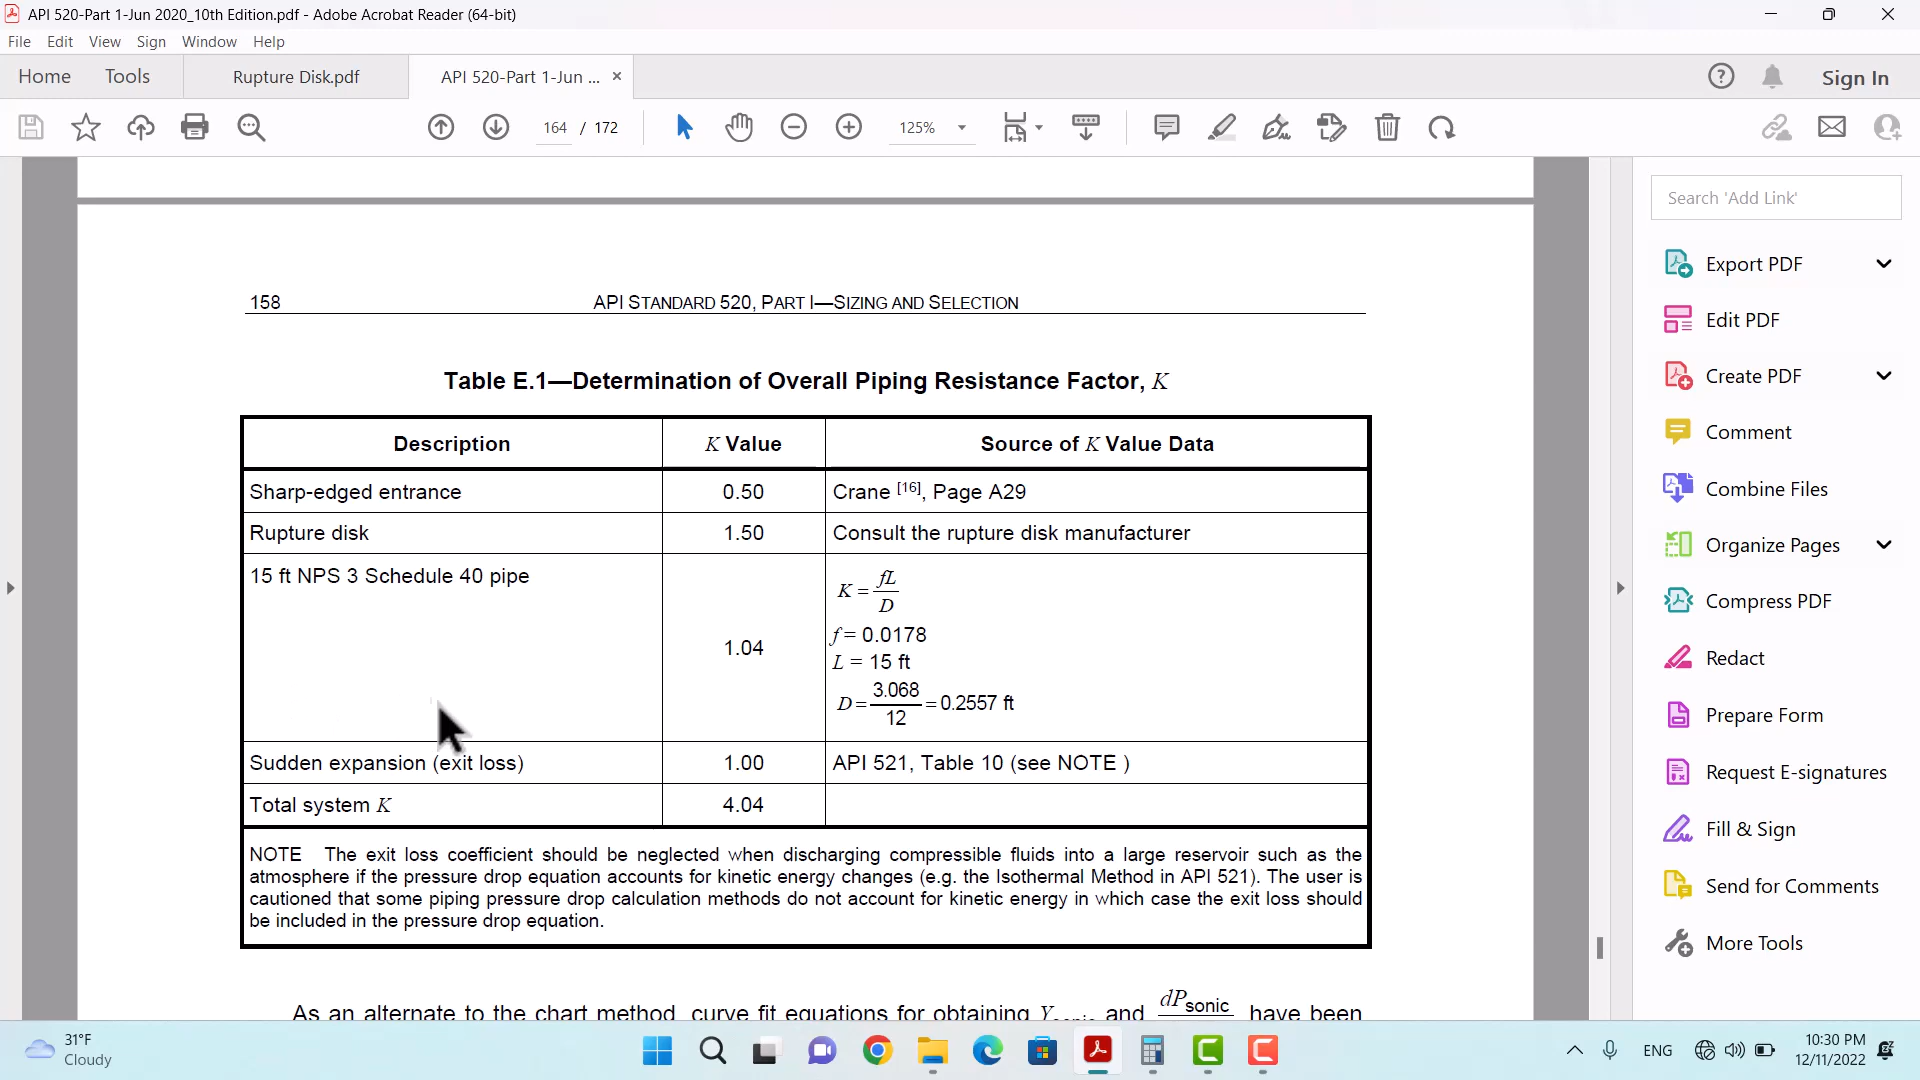 API 520-Part 1-Jun 2020_10th Edition.pdf - Adobe Acrobat Reader (64-bit)
File Edit View Sign Window Help
Home Tools Rupture Disk.pdf API 520-Part 1-Jun ... × Sign In
164 / 172 125%
Search 'Add Link'
Export PDF
Edit PDF
Create PDF
Comment
Combine Files
Organize Pages
Compress PDF
Redact
Prepare Form
Request E-signatures
Fill & Sign
Send for Comments
More Tools
158 API STANDARD 520, PART I—SIZING AND SELECTION
Table E.1—Determination of Overall Piping Resistance Factor, K
Description K Value Source of K Value Data
Sharp-edged entrance 0.50 Crane [16], Page A29
Rupture disk 1.50 Consult the rupture disk manufacturer
15 ft NPS 3 Schedule 40 pipe 1.04
K = fL / D
f = 0.0178
L = 15 ft
D = 3.068 / 12 = 0.2557 ft
Sudden expansion (exit loss) 1.00 API 521, Table 10 (see NOTE )
Total system K 4.04
NOTE The exit loss coefficient should be neglected when discharging compressible fluids into a large reservoir such as the
atmosphere if the pressure drop equation accounts for kinetic energy changes (e.g. the Isothermal Method in API 521). The user is
cautioned that some piping pressure drop calculation methods do not account for kinetic energy in which case the exit loss should
be included in the pressure drop equation.
As an alternate to the chart method, curve fit equations for obtaining Ysonic and dPsonic have been
31°F
Cloudy
ENG
10:30 PM
12/11/2022